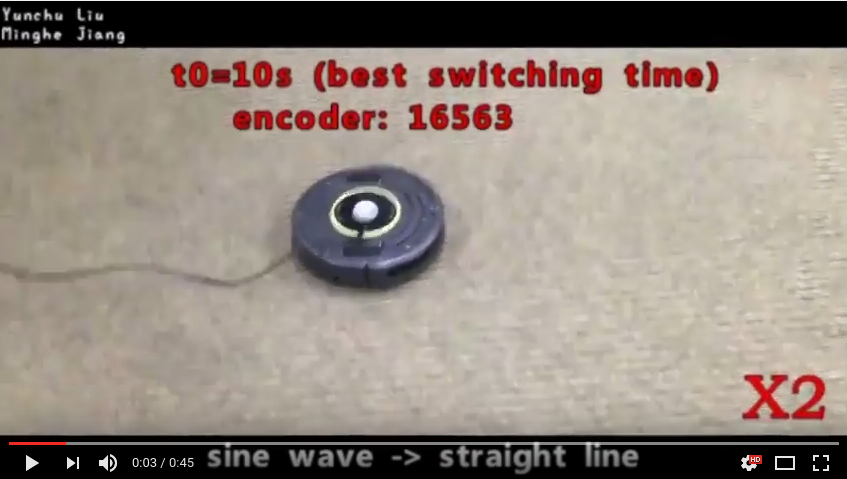 Yunchu Liu
Minghe Jiang
t0=10s (best switching time)
encoder: 16563
X2
sine wave -> straight line
0:03 / 0:45
HD